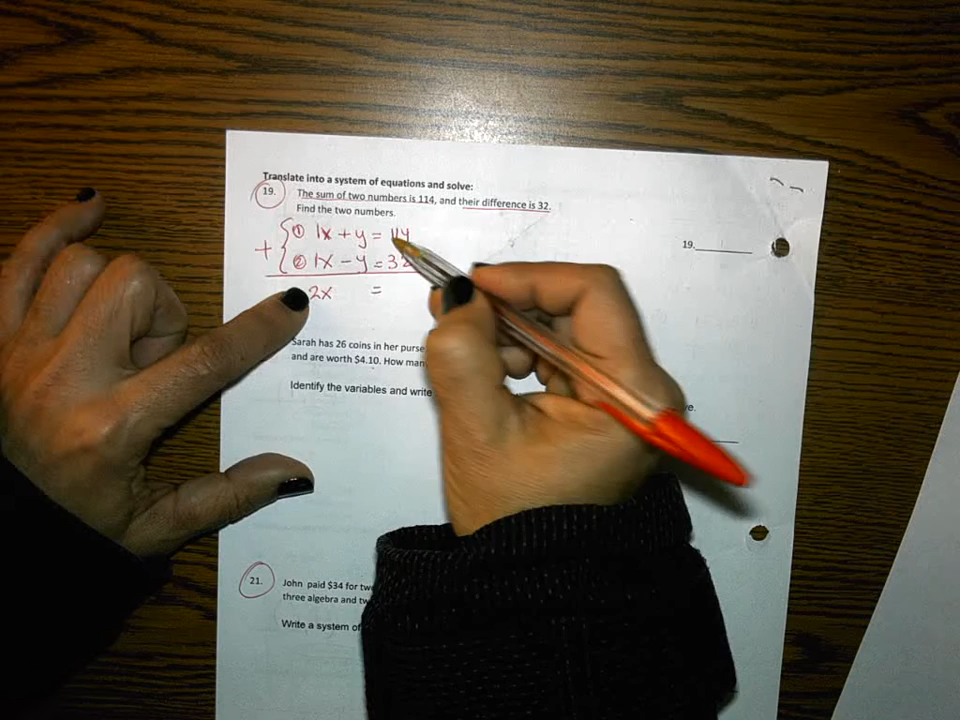 Translate into a system of equations and solve:
19. The sum of two numbers is 114, and their difference is 32.
Find the two numbers.
① 1x + y = 114
19.
+ ② 1x - y = 32
2x =
Sarah has 26 coins in her purse
and are worth $4.10. How man
Identify the variables and write
ve.
21. John paid $34 for tw
three algebra and tw
Write a system of